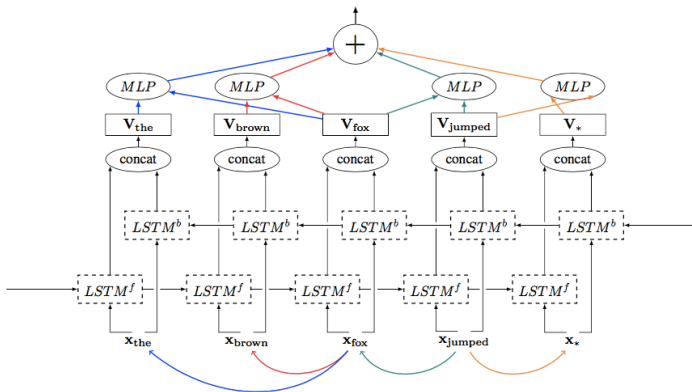 +
MLP MLP MLP MLP
V_the V_brown V_fox V_jumped V_*
concat concat concat concat concat
LSTM^b LSTM^b LSTM^b LSTM^b LSTM^b
LSTM^f LSTM^f LSTM^f LSTM^f LSTM^f
x_the x_brown x_fox x_jumped x_*